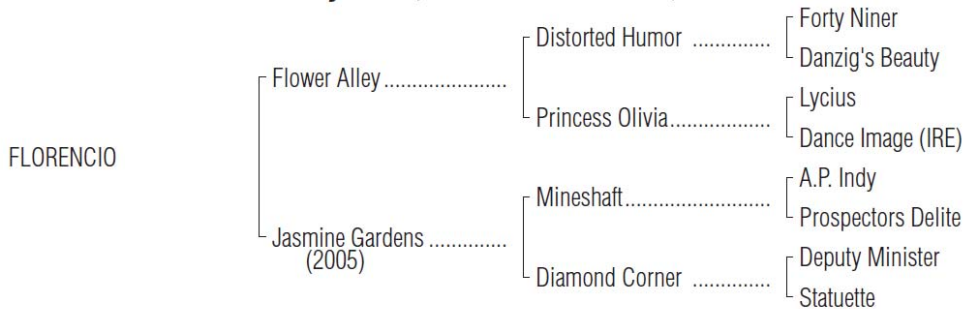 Forty Niner
Distorted Humor ..............
Danzig's Beauty
Flower Alley ......................
Lycius
Princess Olivia..................
Dance Image (IRE)
FLORENCIO
A.P. Indy
Mineshaft..........................
Prospectors Delite
Jasmine Gardens ..............
(2005)
Deputy Minister
Diamond Corner ..............
Statuette